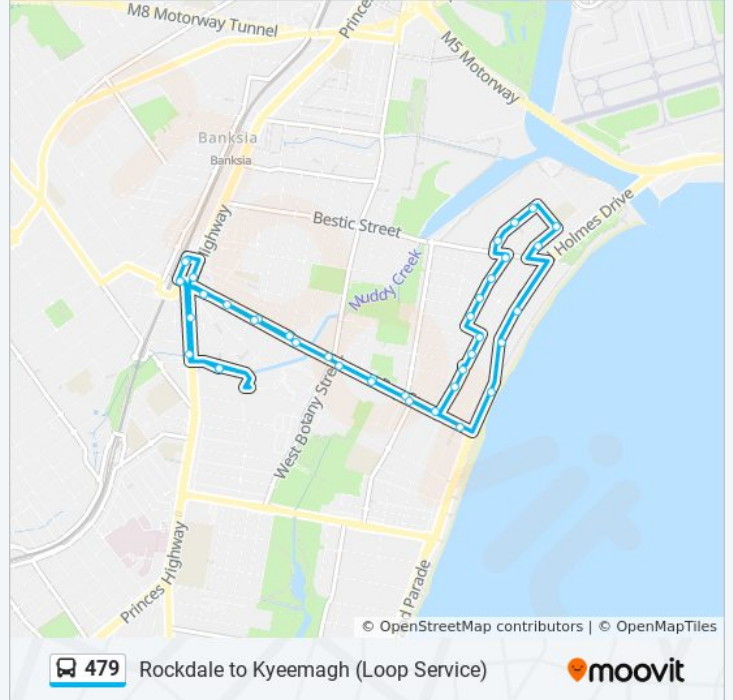 M8 Motorway Tunnel
Princes
M5 Motorway
Banksia
Banksia
Highway
Bestic Street
Holmes Drive
Muddy Creek
West Botany Street
Princes Highway
d Parade
© OpenStreetMap contributors | © OpenMapTiles
479 Rockdale to Kyeemagh (Loop Service)
moovit